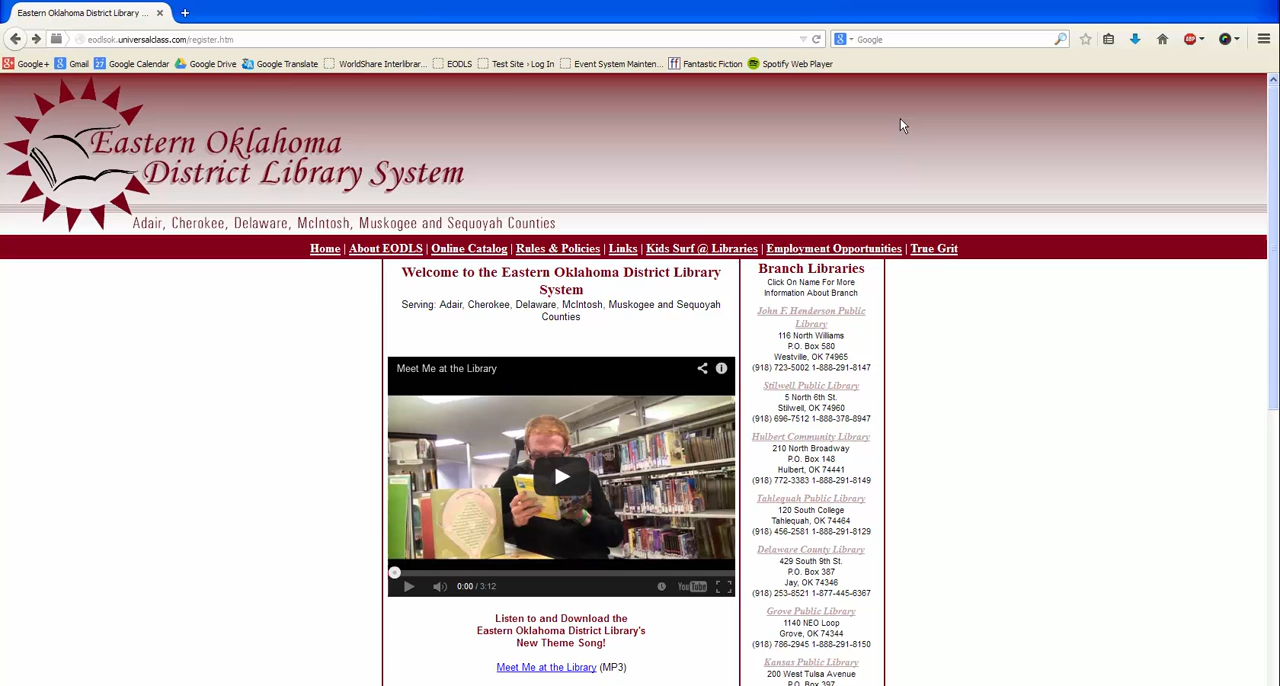 Eastern Oklahoma District Library ...
eodlsok.universalclass.com/register.htm
Google
Google+ Gmail Google Calendar Google Drive Google Translate WorldShare Interlibrar... EODLS Test Site › Log In Event System Mainten... Fantastic Fiction Spotify Web Player
Eastern Oklahoma
District Library System
Adair, Cherokee, Delaware, McIntosh, Muskogee and Sequoyah Counties
Home | About EODLS | Online Catalog | Rules & Policies | Links | Kids Surf @ Libraries | Employment Opportunities | True Grit
Welcome to the Eastern Oklahoma District Library
System
Serving: Adair, Cherokee, Delaware, McIntosh, Muskogee and Sequoyah
Counties
Meet Me at the Library
0:00 / 3:12
YouTube
Listen to and Download the
Eastern Oklahoma District Library's
New Theme Song!
Meet Me at the Library (MP3)
Branch Libraries
Click On Name For More
Information About Branch
John F. Henderson Public
Library
116 North Williams
P.O. Box 580
Westville, OK 74965
(918) 723-5002 1-888-291-8147
Stilwell Public Library
5 North 6th St.
Stilwell, OK 74960
(918) 696-7512 1-888-378-8947
Hulbert Community Library
210 North Broadway
P.O. Box 148
Hulbert, OK 74441
(918) 772-3383 1-888-291-8149
Tahlequah Public Library
120 South College
Tahlequah, OK 74464
(918) 456-2581 1-888-291-8129
Delaware County Library
429 South 9th St.
P.O. Box 387
Jay, OK 74346
(918) 253-8521 1-877-445-6367
Grove Public Library
1140 NEO Loop
Grove, OK 74344
(918) 786-2945 1-888-291-8150
Kansas Public Library
200 West Tulsa Avenue
P.O. Box 397